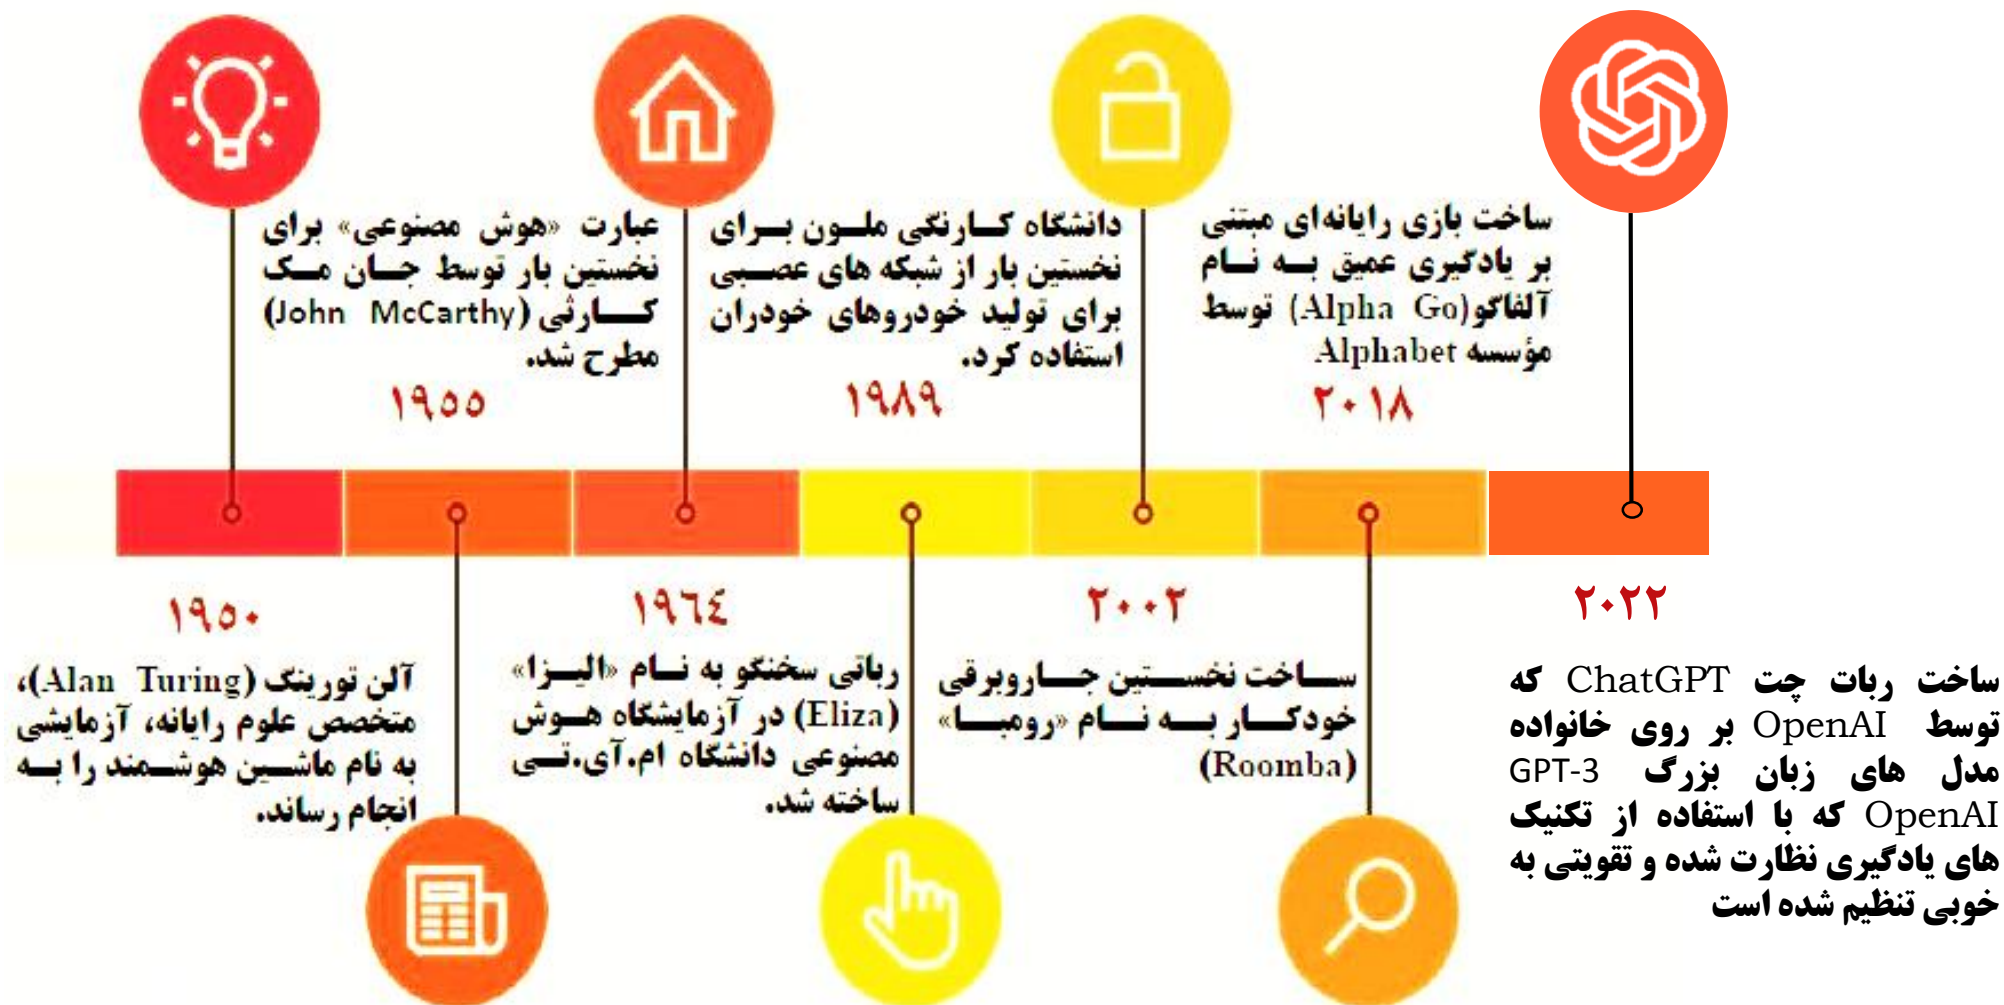 ۱۹۵۰
آلن تورینگ (Alan Turing)،
متخصص علوم رایانه، آزمایشی
به نام ماشین هوشمند را به
انجام رساند.
عبارت «هوش مصنوعی» برای
نخستین بار توسط جان مک
کارثی (John McCarthy)
مطرح شد.
۱۹۵۵
۱۹٦٤
رباتی سخنگو به نام «الیزا»
(Eliza) در آزمایشگاه هوش
مصنوعی دانشگاه ام.آی.تی
ساخته شد.
دانشگاه کارنگی ملون برای
نخستین بار از شبکه های عصبی
برای تولید خودروهای خودران
استفاده کرد.
۱۹۸۹
۲۰۰۲
ساخت نخستین جاروبرقی
خودکار به نام «رومبا»
(Roomba)
ساخت بازی رایانه‌ای مبتنی
بر یادگیری عمیق به نام
آلفاگو(Alpha Go) توسط
مؤسسه Alphabet
۲۰۱۸
۲۰۲۲
ساخت ربات چت ChatGPT که
توسط OpenAI بر روی خانواده
مدل های زبان بزرگ GPT-3
OpenAI که با استفاده از تکنیک
های یادگیری نظارت شده و تقویتی به
خوبی تنظیم شده است